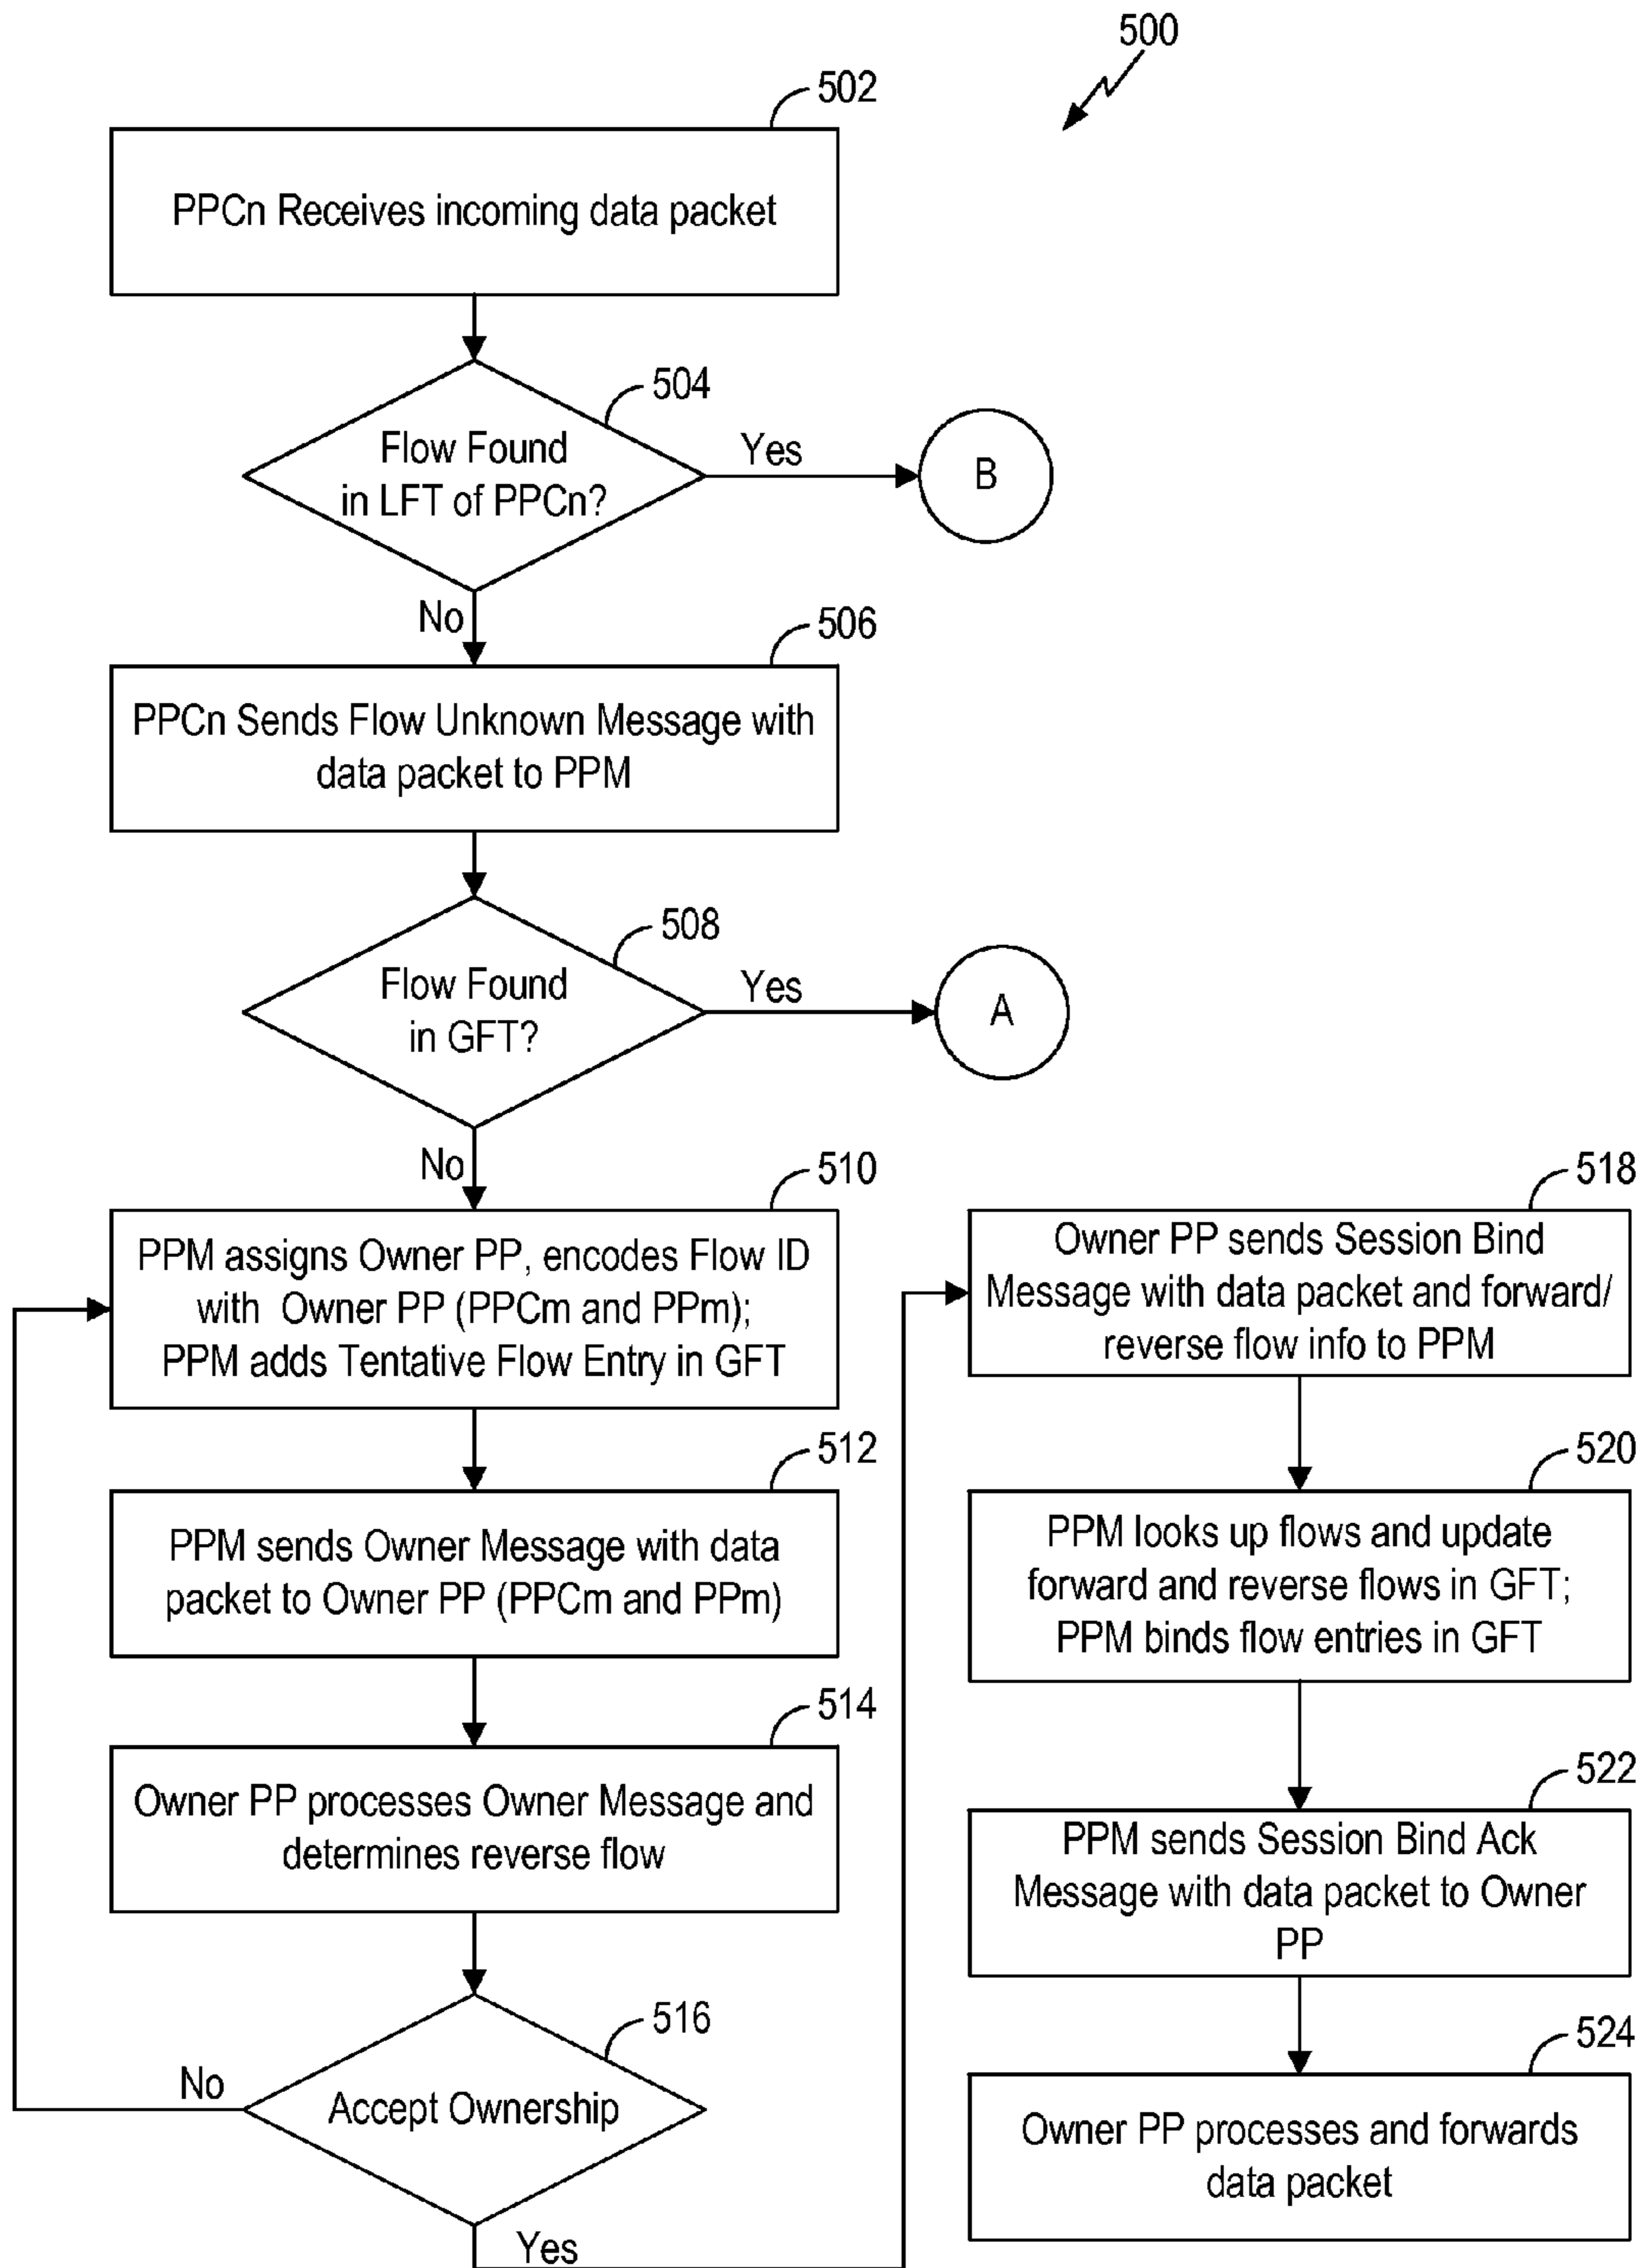 500
502
PPCn Receives incoming data packet
504
Flow Found
in LFT of PPCn?
Yes
B
No
506
PPCn Sends Flow Unknown Message with
data packet to PPM
508
Flow Found
in GFT?
Yes
A
No
510
PPM assigns Owner PP, encodes Flow ID
with Owner PP (PPCm and PPm);
PPM adds Tentative Flow Entry in GFT
512
PPM sends Owner Message with data
packet to Owner PP (PPCm and PPm)
514
Owner PP processes Owner Message and
determines reverse flow
516
Accept Ownership
No
Yes
518
Owner PP sends Session Bind
Message with data packet and forward/
reverse flow info to PPM
520
PPM looks up flows and update
forward and reverse flows in GFT;
PPM binds flow entries in GFT
522
PPM sends Session Bind Ack
Message with data packet to Owner
PP
524
Owner PP processes and forwards
data packet